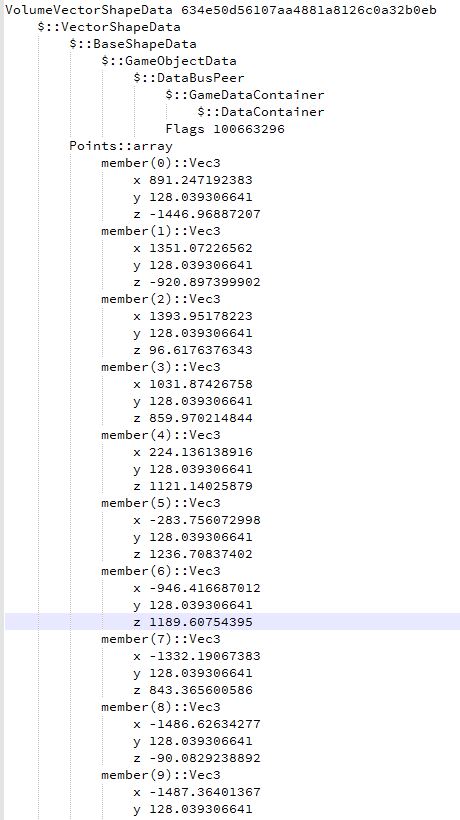 VolumeVectorShapeData 634e50d56107aa4881a8126c0a32b0eb
$::VectorShapeData
$::BaseShapeData
$::GameObjectData
$::DataBusPeer
$::GameDataContainer
$::DataContainer
Flags 100663296
Points::array
member(0)::Vec3
x 891.247192383
y 128.039306641
z -1446.96887207
member(1)::Vec3
x 1351.07226562
y 128.039306641
z -920.897399902
member(2)::Vec3
x 1393.95178223
y 128.039306641
z 96.6176376343
member(3)::Vec3
x 1031.87426758
y 128.039306641
z 859.970214844
member(4)::Vec3
x 224.136138916
y 128.039306641
z 1121.14025879
member(5)::Vec3
x -283.756072998
y 128.039306641
z 1236.70837402
member(6)::Vec3
x -946.416687012
y 128.039306641
z 1189.60754395
member(7)::Vec3
x -1332.19067383
y 128.039306641
z 843.365600586
member(8)::Vec3
x -1486.62634277
y 128.039306641
z -90.0829238892
member(9)::Vec3
x -1487.36401367
y 128.039306641